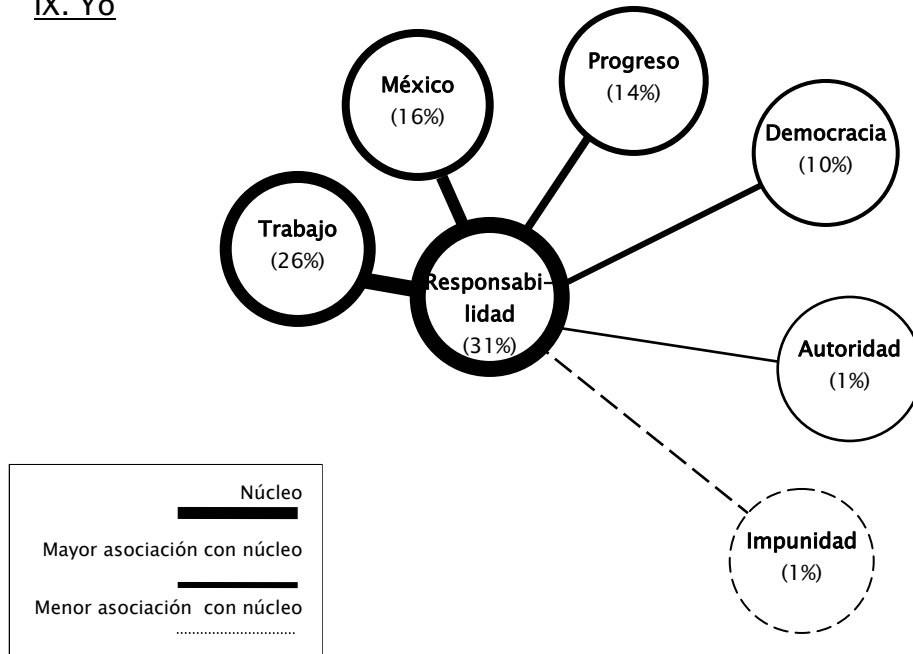 IX. Yo
Progreso
(14%)
México
(16%)
Democracia
(10%)
Trabajo
(26%)
Responsabi-
lidad
(31%)
Autoridad
(1%)
Impunidad
(1%)
Núcleo
Mayor asociación con núcleo
Menor asociación con núcleo